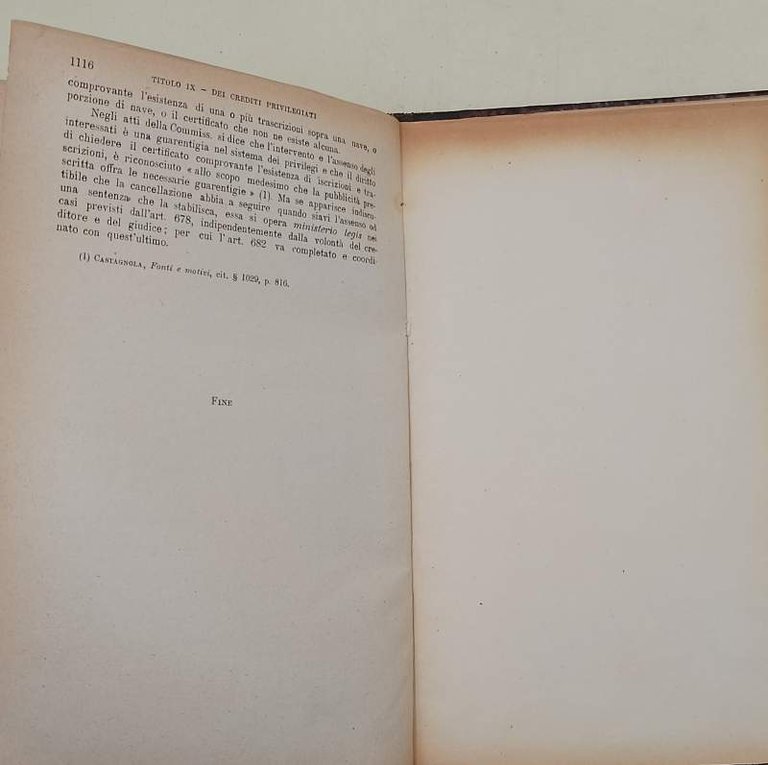 1116
TITOLO IX – DEI CREDITI PRIVILEGIATI
comprovante l'esistenza di una o più trascrizioni sopra una nave, o
porzione di nave, o il certificato che non ne esiste alcuna.
Negli atti della Commiss. si dice che l'intervento e l'assenso degli
interessati è una guarentigia nel sistema dei privilegi e che il diritto
di chiedere il certificato comprovante l'esistenza di iscrizioni e tra-
scrizioni, è riconosciuto « allo scopo medesimo che la pubblicità pre-
scritta offra le necessarie guarentigie » (1). Ma se apparisce indiscu-
tibile che la cancellazione abbia a seguire quando siavi l'assenso od
una sentenza che la stabilisca, essa si opera ministerio legis nei
casi previsti dall'art. 678, indipendentemente dalla volontà del cre-
ditore e del giudice; per cui l'art. 682 va completato e coordi-
nato con quest'ultimo.
(1) CASTAGNOLA, Fonti e motivi, cit. § 1029, p. 816.
FINE